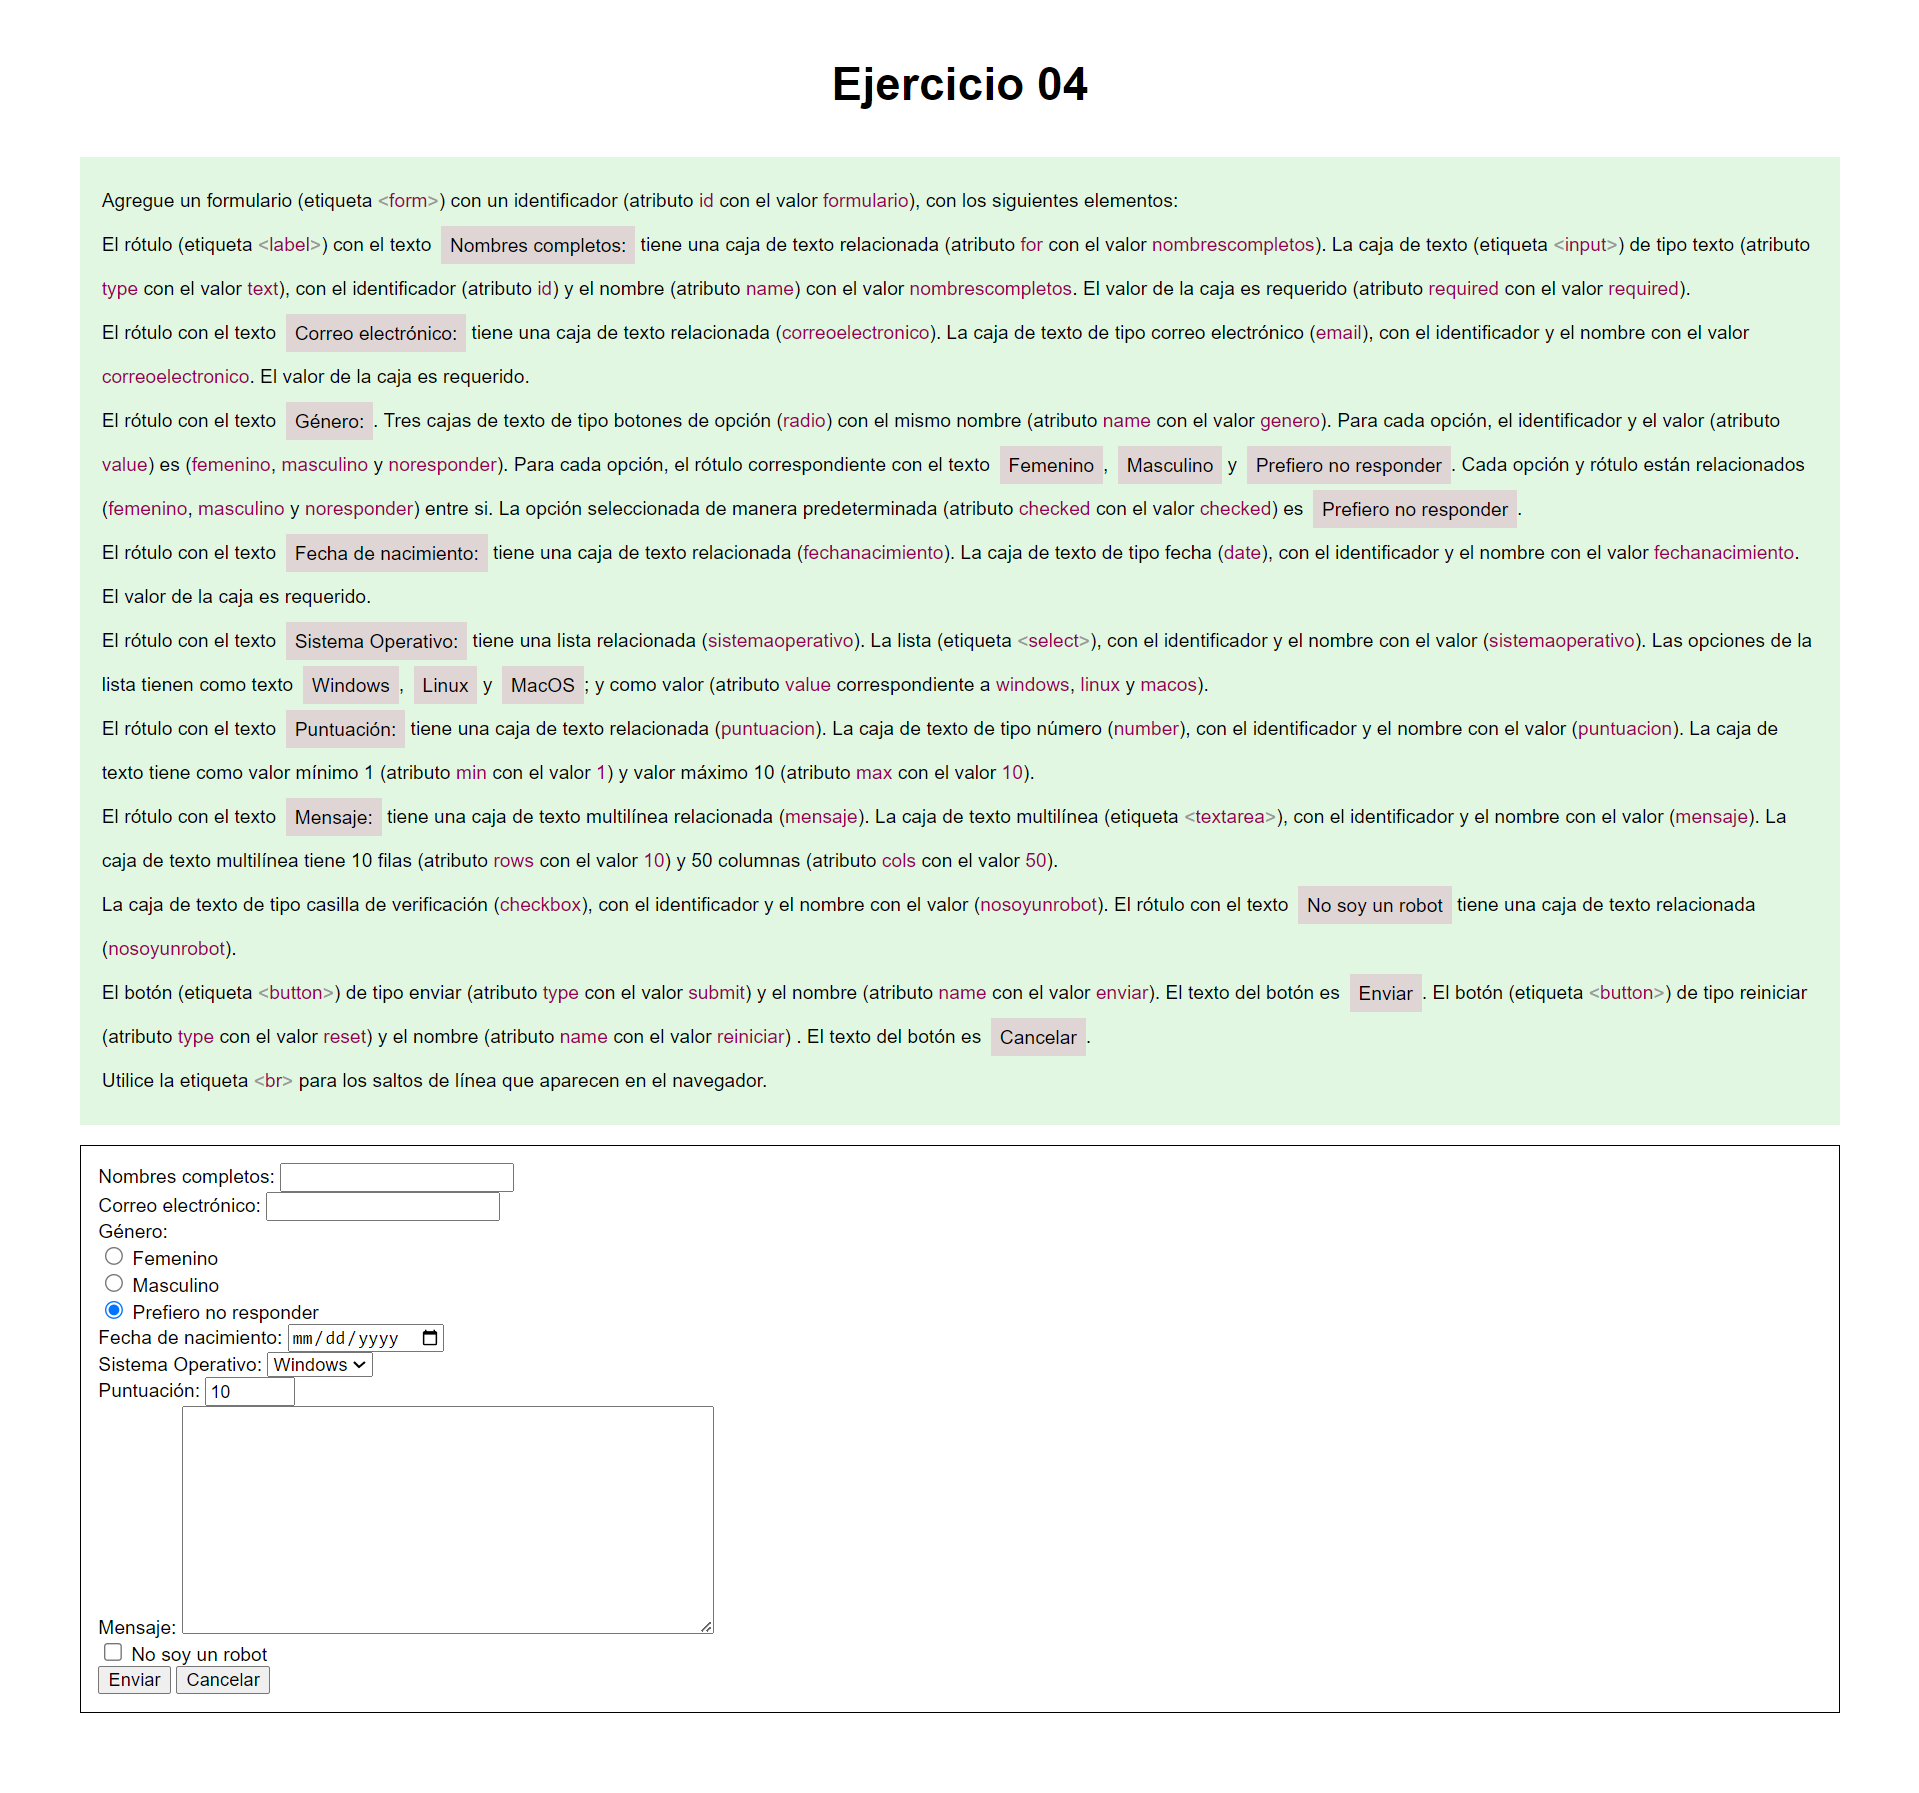 Ejercicio 04
Agregue un formulario (etiqueta <form>) con un identificador (atributo id con el valor formulario), con los siguientes elementos:
El rótulo (etiqueta <label>) con el texto Nombres completos: tiene una caja de texto relacionada (atributo for con el valor nombrescompletos). La caja de texto (etiqueta <input>) de tipo texto (atributo
type con el valor text), con el identificador (atributo id) y el nombre (atributo name) con el valor nombrescompletos. El valor de la caja es requerido (atributo required con el valor required).
El rótulo con el texto Correo electrónico: tiene una caja de texto relacionada (correoelectronico). La caja de texto de tipo correo electrónico (email), con el identificador y el nombre con el valor
correoelectronico. El valor de la caja es requerido.
El rótulo con el texto Género: . Tres cajas de texto de tipo botones de opción (radio) con el mismo nombre (atributo name con el valor genero). Para cada opción, el identificador y el valor (atributo
value) es (femenino, masculino y noresponder). Para cada opción, el rótulo correspondiente con el texto Femenino , Masculino y Prefiero no responder . Cada opción y rótulo están relacionados
(femenino, masculino y noresponder) entre si. La opción seleccionada de manera predeterminada (atributo checked con el valor checked) es Prefiero no responder .
El rótulo con el texto Fecha de nacimiento: tiene una caja de texto relacionada (fechanacimiento). La caja de texto de tipo fecha (date), con el identificador y el nombre con el valor fechanacimiento.
El valor de la caja es requerido.
El rótulo con el texto Sistema Operativo: tiene una lista relacionada (sistemaoperativo). La lista (etiqueta <select>), con el identificador y el nombre con el valor (sistemaoperativo). Las opciones de la
lista tienen como texto Windows , Linux y MacOS ; y como valor (atributo value correspondiente a windows, linux y macos).
El rótulo con el texto Puntuación: tiene una caja de texto relacionada (puntuacion). La caja de texto de tipo número (number), con el identificador y el nombre con el valor (puntuacion). La caja de
texto tiene como valor mínimo 1 (atributo min con el valor 1) y valor máximo 10 (atributo max con el valor 10).
El rótulo con el texto Mensaje: tiene una caja de texto multilínea relacionada (mensaje). La caja de texto multilínea (etiqueta <textarea>), con el identificador y el nombre con el valor (mensaje). La
caja de texto multilínea tiene 10 filas (atributo rows con el valor 10) y 50 columnas (atributo cols con el valor 50).
La caja de texto de tipo casilla de verificación (checkbox), con el identificador y el nombre con el valor (nosoyunrobot). El rótulo con el texto No soy un robot tiene una caja de texto relacionada
(nosoyunrobot).
El botón (etiqueta <button>) de tipo enviar (atributo type con el valor submit) y el nombre (atributo name con el valor enviar). El texto del botón es Enviar . El botón (etiqueta <button>) de tipo reiniciar
(atributo type con el valor reset) y el nombre (atributo name con el valor reiniciar) . El texto del botón es Cancelar .
Utilice la etiqueta <br> para los saltos de línea que aparecen en el navegador.
Nombres completos:
Correo electrónico:
Género:
Femenino
Masculino
Prefiero no responder
Fecha de nacimiento: mm/dd/yyyy
Sistema Operativo: Windows
Puntuación: 10
Mensaje:
No soy un robot
Enviar Cancelar